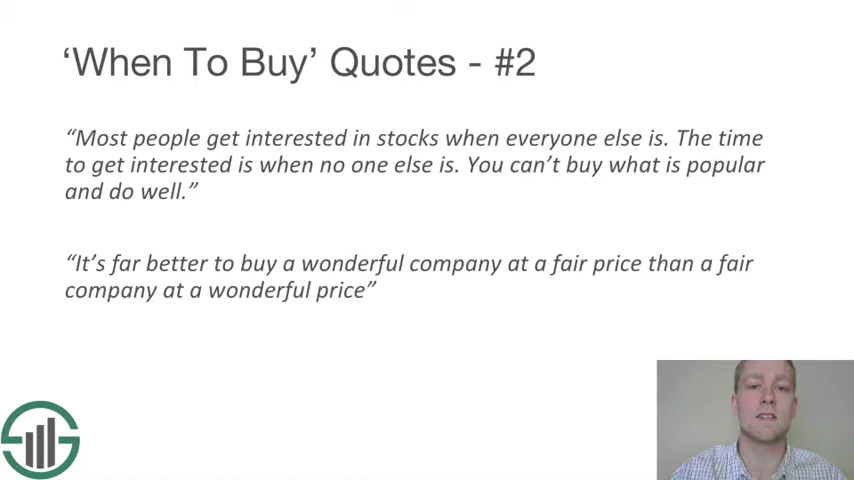 ‘When To Buy’ Quotes - #2
“Most people get interested in stocks when everyone else is. The time
to get interested is when no one else is. You can’t buy what is popular
and do well.”
“It’s far better to buy a wonderful company at a fair price than a fair
company at a wonderful price”